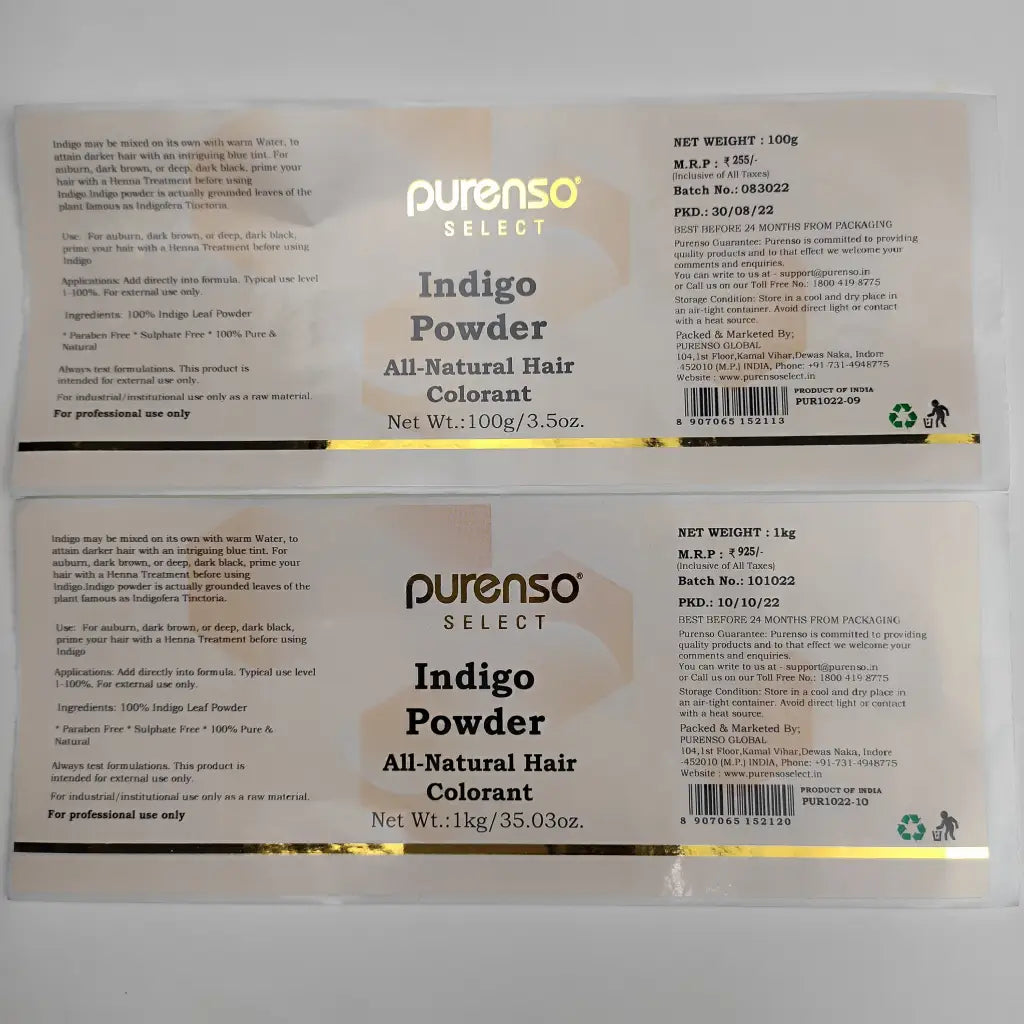 Indigo may be mixed on its own with warm Water, to
attain darker hair with an intriguing blue tint. For
auburn, dark brown, or deep, dark black, prime your
hair with a Henna Treatment before using
Indigo.Indigo powder is actually grounded leaves of the
plant famous as Indigofera Tinctoria.
Use: For auburn, dark brown, or deep, dark black,
prime your hair with a Henna Treatment before using
Indigo
Applications: Add directly into formula. Typical use level
1-100%. For external use only.
Ingredients: 100% Indigo Leaf Powder
* Paraben Free * Sulphate Free * 100% Pure &
Natural
Always test formulations. This product is
intended for external use only.
For industrial/institutional use only as a raw material.
For professional use only
purenso®
SELECT
Indigo
Powder
All-Natural Hair
Colorant
Net Wt.:100g/3.5oz.
NET WEIGHT : 100g
M.R.P : ₹ 255/-
(Inclusive of All Taxes)
Batch No.: 083022
PKD.: 30/08/22
BEST BEFORE 24 MONTHS FROM PACKAGING
Purenso Guarantee: Purenso is committed to providing
quality products and to that effect we welcome your
comments and enquiries.
You can write to us at - support@purenso.in
or Call us on our Toll Free No.: 1800 419 8775
Storage Condition: Store in a cool and dry place in
an air-tight container. Avoid direct light or contact
with a heat source.
Packed & Marketed By;
PURENSO GLOBAL
104,1st Floor,Kamal Vihar,Dewas Naka, Indore
-452010 (M.P.) INDIA, Phone: +91-731-4948775
Website : www.purensoselect.in
PRODUCT OF INDIA
PUR1022-09
8 907065 152113
Indigo may be mixed on its own with warm Water, to
attain darker hair with an intriguing blue tint. For
auburn, dark brown, or deep, dark black, prime your
hair with a Henna Treatment before using
Indigo.Indigo powder is actually grounded leaves of the
plant famous as Indigofera Tinctoria.
Use: For auburn, dark brown, or deep, dark black,
prime your hair with a Henna Treatment before using
Indigo
Applications: Add directly into formula. Typical use level
1-100%. For external use only.
Ingredients: 100% Indigo Leaf Powder
* Paraben Free * Sulphate Free * 100% Pure &
Natural
Always test formulations. This product is
intended for external use only.
For industrial/institutional use only as a raw material.
For professional use only
purenso®
SELECT
Indigo
Powder
All-Natural Hair
Colorant
Net Wt.:1kg/35.03oz.
NET WEIGHT : 1kg
M.R.P : ₹ 925/-
(Inclusive of All Taxes)
Batch No.: 101022
PKD.: 10/10/22
BEST BEFORE 24 MONTHS FROM PACKAGING
Purenso Guarantee: Purenso is committed to providing
quality products and to that effect we welcome your
comments and enquiries.
You can write to us at - support@purenso.in
or Call us on our Toll Free No.: 1800 419 8775
Storage Condition: Store in a cool and dry place in
an air-tight container. Avoid direct light or contact
with a heat source.
Packed & Marketed By;
PURENSO GLOBAL
104,1st Floor,Kamal Vihar,Dewas Naka, Indore
-452010 (M.P.) INDIA, Phone: +91-731-4948775
Website : www.purensoselect.in
PRODUCT OF INDIA
PUR1022-10
8 907065 152120